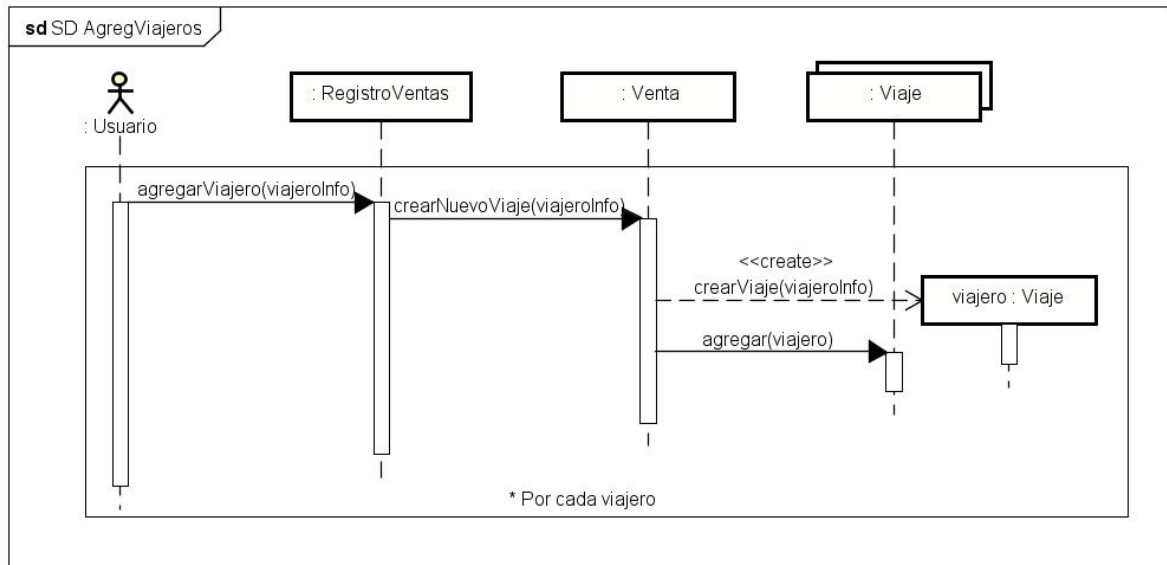 sd SD AgregViajeros
: Usuario
: RegistroVentas
: Venta
: Viaje
agregarViajero(viajeroInfo)
crearNuevoViaje(viajeroInfo)
<<create>>
crearViaje(viajeroInfo)
viajero : Viaje
agregar(viajero)
* Por cada viajero